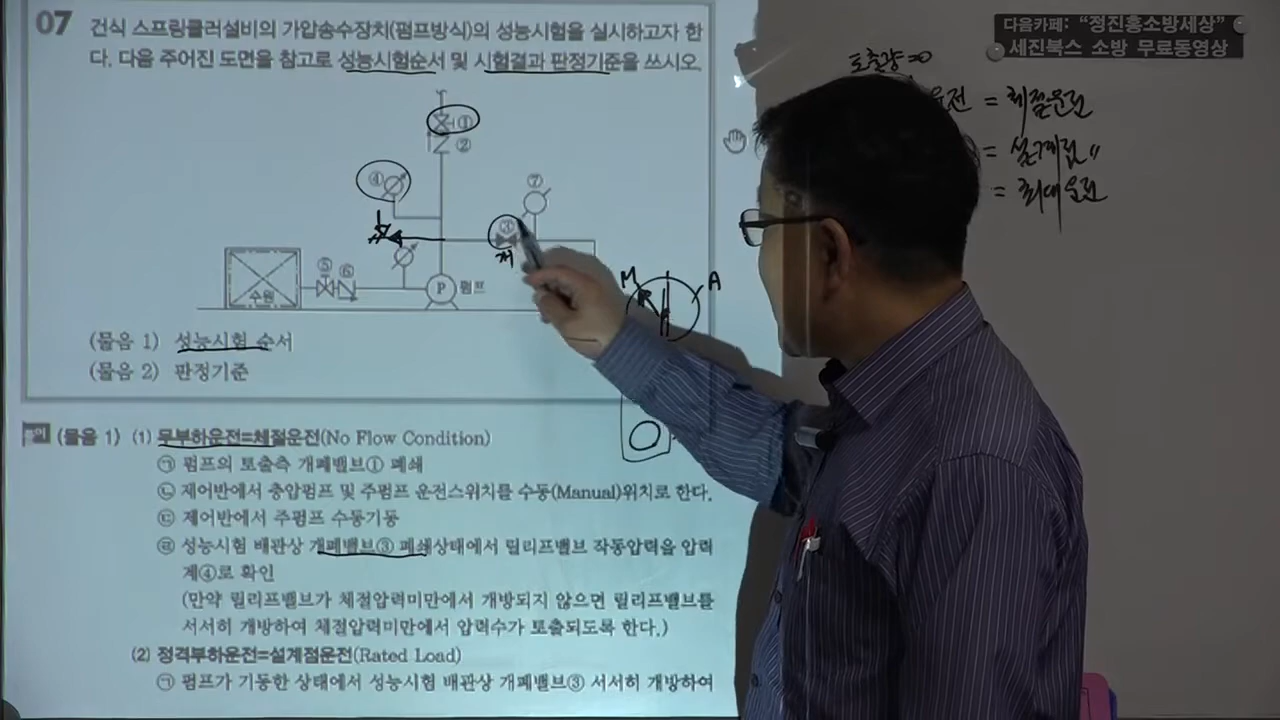 07 건식 스프링클러설비의 가압송수장치(펌프방식)의 성능시험을 실시하고자 한
다. 다음 주어진 도면을 참고로 성능시험순서 및 시험결과 판정기준을 쓰시오.
다음카페: "정진홍소방세상"
세진북스 소방 무료동영상
토출량=0
운전 = 체절운전
= 설계점 〃
= 최대운전
①
②
④
⑦
③
⑤
⑥
수원
P 펌프
M
A
(물음 1) 성능시험 순서
(물음 2) 판정기준
(물음 1) (1) 무부하운전=체절운전(No Flow Condition)
㉠ 펌프의 토출측 개폐밸브① 폐쇄
㉡ 제어반에서 충압펌프 및 주펌프 운전스위치를 수동(Manual)위치로 한다.
㉢ 제어반에서 주펌프 수동기동
㉣ 성능시험 배관상 개폐밸브③ 폐쇄상태에서 릴리프밸브 작동압력을 압력
계④로 확인
(만약 릴리프밸브가 체절압력미만에서 개방되지 않으면 릴리프밸브를
서서히 개방하여 체절압력미만에서 압력수가 토출되도록 한다.)
(2) 정격부하운전=설계점운전(Rated Load)
㉠ 펌프가 기동한 상태에서 성능시험 배관상 개폐밸브③ 서서히 개방하여